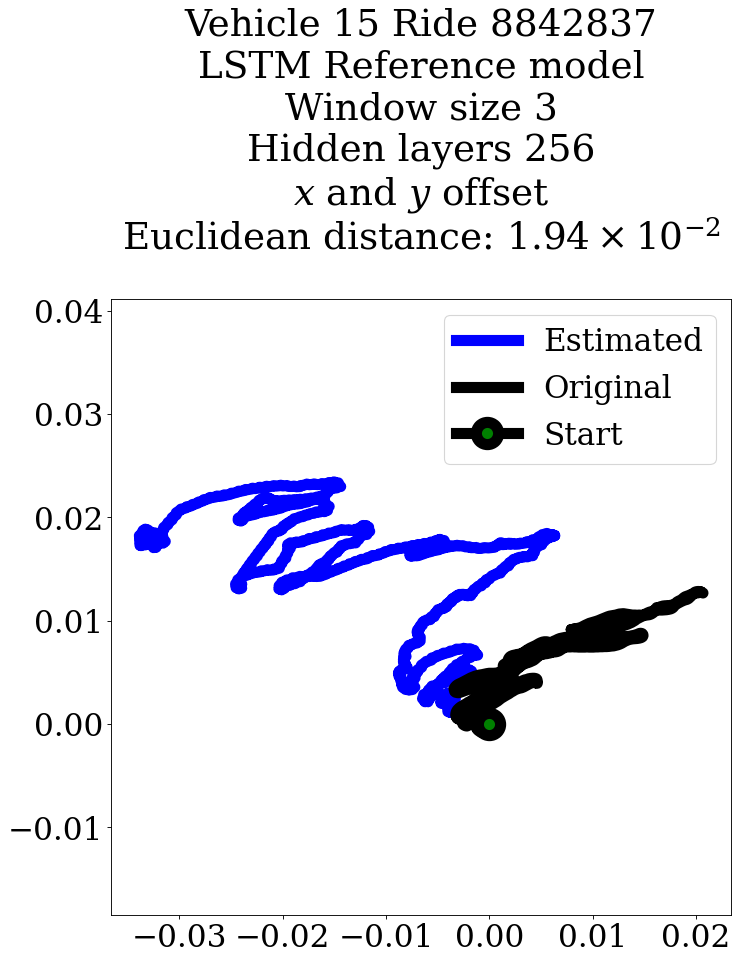 Vehicle 15 Ride 8842837
LSTM Reference model
Window size 3
Hidden layers 256
x and y offset
Euclidean distance: 1.94 × 10⁻²
0.04
0.03
0.02
0.01
0.00
−0.01
Estimated
Original
Start
−0.03 −0.02 −0.01 0.00 0.01 0.02